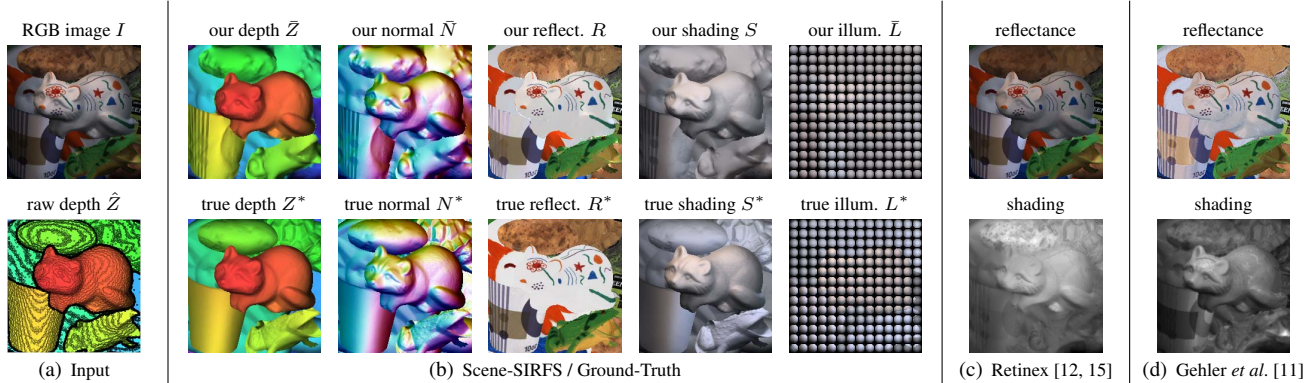 RGB image I
our depth Z̄
our normal N̄
our reflect. R
our shading S
our illum. L̄
reflectance
reflectance
raw depth Ẑ
true depth Z*
true normal N*
true reflect. R*
true shading S*
true illum. L*
shading
shading
(a) Input
(b) Scene-SIRFS / Ground-Truth
(c) Retinex [12, 15]
(d) Gehler et al. [11]